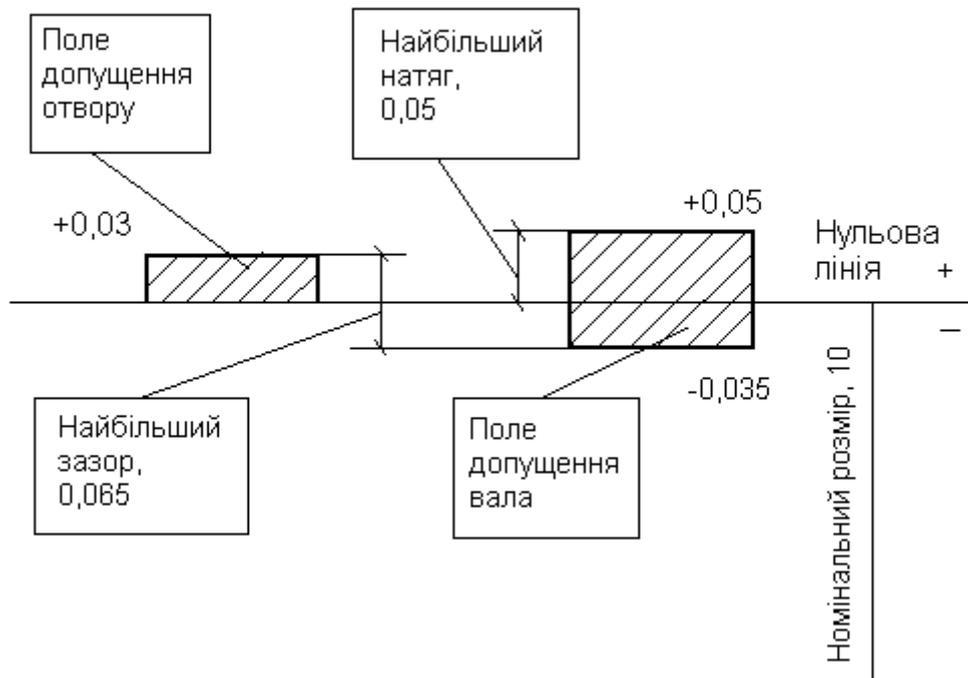 Поле
допущення
отвору
Найбільший
натяг,
0,05
+0,03
+0,05
Нульова
лінія +
–
-0,035
Найбільший
зазор,
0,065
Поле
допущення
вала
Номінальний розмір, 10